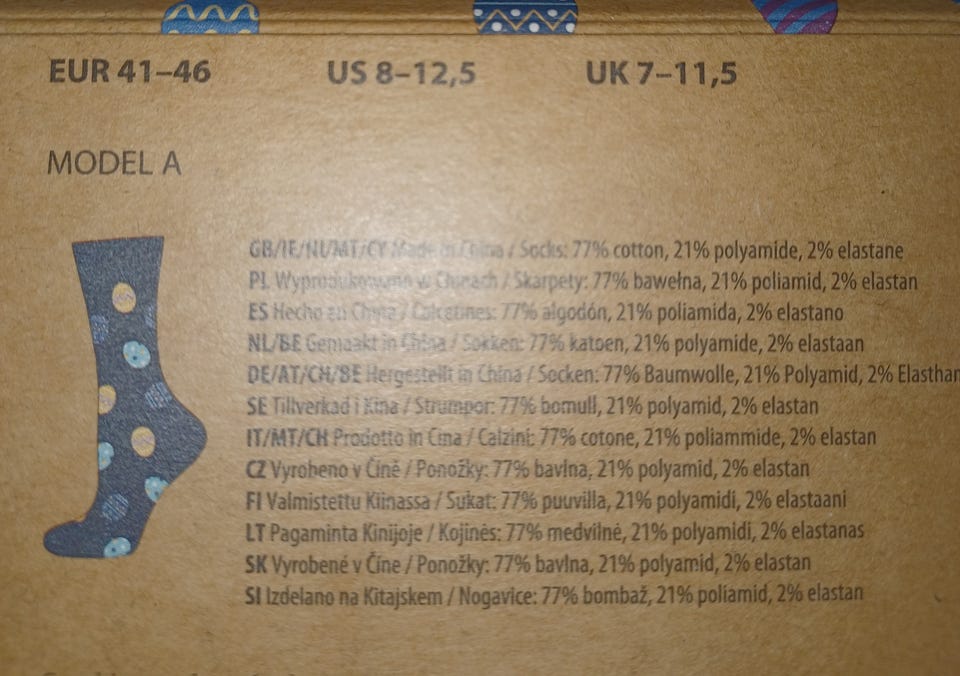 EUR 41–46 US 8–12,5 UK 7–11,5
MODEL A
GB/IE/NI/MT/CY Made in China / Socks: 77% cotton, 21% polyamide, 2% elastane
PL Wyprodukowano w Chinach / Skarpety: 77% bawełna, 21% poliamid, 2% elastan
ES Hecho en China / Calcetines: 77% algodón, 21% poliamida, 2% elastano
NL/BE Gemaakt in China / Sokken: 77% katoen, 21% polyamide, 2% elastaan
DE/AT/CH/BE Hergestellt in China / Socken: 77% Baumwolle, 21% Polyamid, 2% Elasthan
SE Tillverkad i Kina / Strumpor: 77% bomull, 21% polyamid, 2% elastan
IT/MT/CH Prodotto in Cina / Calzini: 77% cotone, 21% poliammide, 2% elastan
CZ Vyrobeno v Číně / Ponožky: 77% bavlna, 21% polyamid, 2% elastan
FI Valmistettu Kiinassa / Sukat: 77% puuvilla, 21% polyamidi, 2% elastaani
LT Pagaminta Kinijoje / Kojinės: 77% medvilnė, 21% polyamidi, 2% elastanas
SK Vyrobené v Číne / Ponožky: 77% bavlna, 21% polyamid, 2% elastan
SI Izdelano na Kitajskem / Nogavice: 77% bombaž, 21% poliamid, 2% elastan